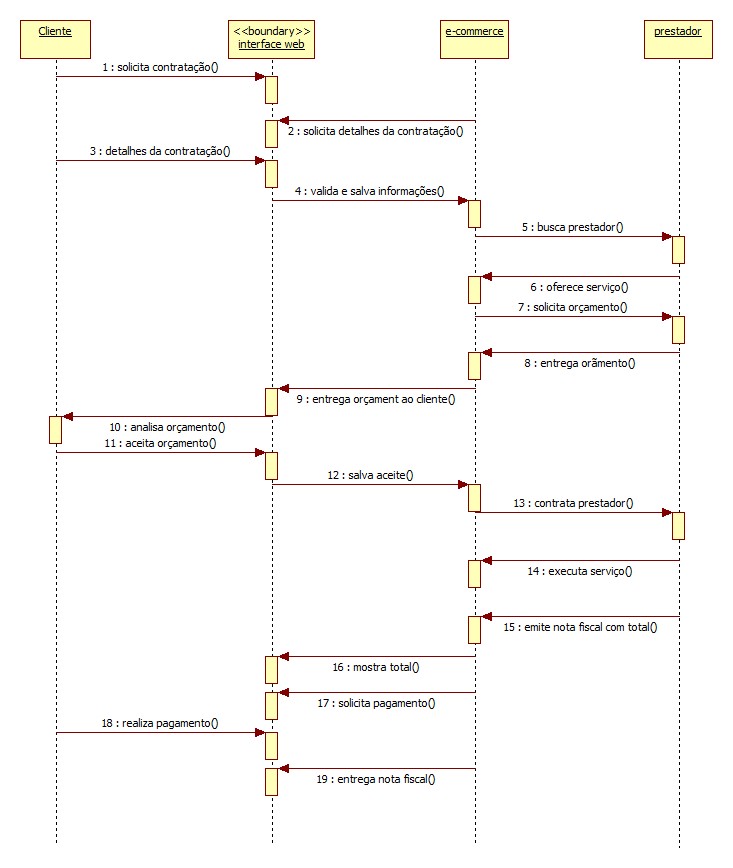 Cliente
<<boundary>>
interface web
e-commerce
prestador
1 : solicita contratação()
2 : solicita detalhes da contratação()
3 : detalhes da contratação()
4 : valida e salva informações()
5 : busca prestador()
6 : oferece serviço()
7 : solicita orçamento()
8 : entrega orãmento()
9 : entrega orçament ao cliente()
10 : analisa orçamento()
11 : aceita orçamento()
12 : salva aceite()
13 : contrata prestador()
14 : executa serviço()
15 : emite nota fiscal com total()
16 : mostra total()
17 : solicita pagamento()
18 : realiza pagamento()
19 : entrega nota fiscal()